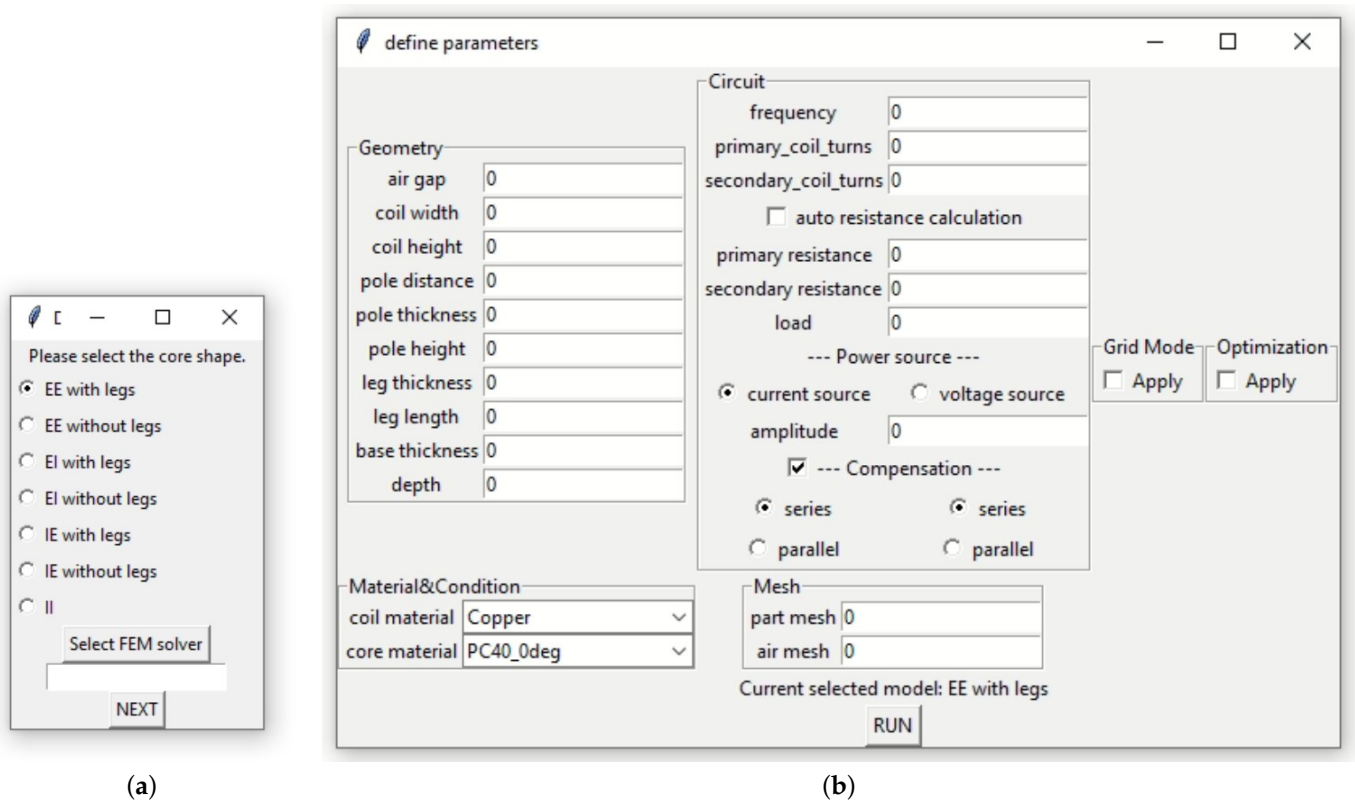 D
Please select the core shape.
EE with legs
EE without legs
EI with legs
EI without legs
IE with legs
IE without legs
II
Select FEM solver
NEXT
(a)
define parameters
Geometry
air gap 0
coil width 0
coil height 0
pole distance 0
pole thickness 0
pole height 0
leg thickness 0
leg length 0
base thickness 0
depth 0
Circuit
frequency 0
primary_coil_turns 0
secondary_coil_turns 0
auto resistance calculation
primary resistance 0
secondary resistance 0
load 0
--- Power source ---
current source voltage source
amplitude 0
--- Compensation ---
series series
parallel parallel
Grid Mode
Apply
Optimization
Apply
Material&Condition
coil material Copper
core material PC40_0deg
Mesh
part mesh 0
air mesh 0
Current selected model: EE with legs
RUN
(b)